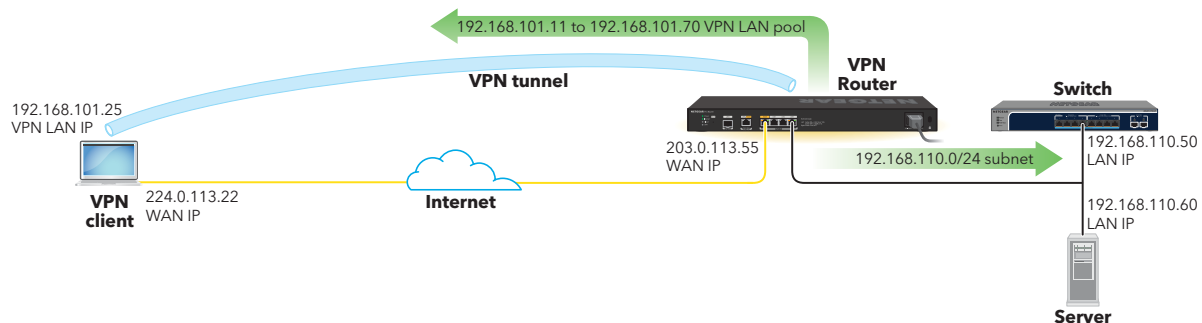 192.168.101.11 to 192.168.101.70 VPN LAN pool
VPN tunnel
VPN
Router
Switch
192.168.101.25
VPN LAN IP
NETGEAR
203.0.113.55
WAN IP
192.168.110.0/24 subnet
192.168.110.50
LAN IP
224.0.113.22
WAN IP
VPN
client
Internet
192.168.110.60
LAN IP
Server